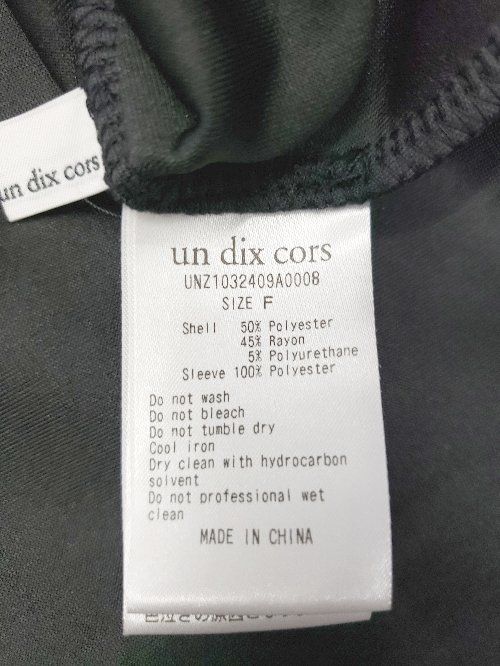 un dix cors
un dix cors
UNZ1032409A0008
SIZE F
Shell 50% Polyester
45% Rayon
5% Polyurethane
Sleeve 100% Polyester
Do not wash
Do not bleach
Do not tumble dry
Cool iron
Dry clean with hydrocarbon
solvent
Do not professional wet
clean
MADE IN CHINA